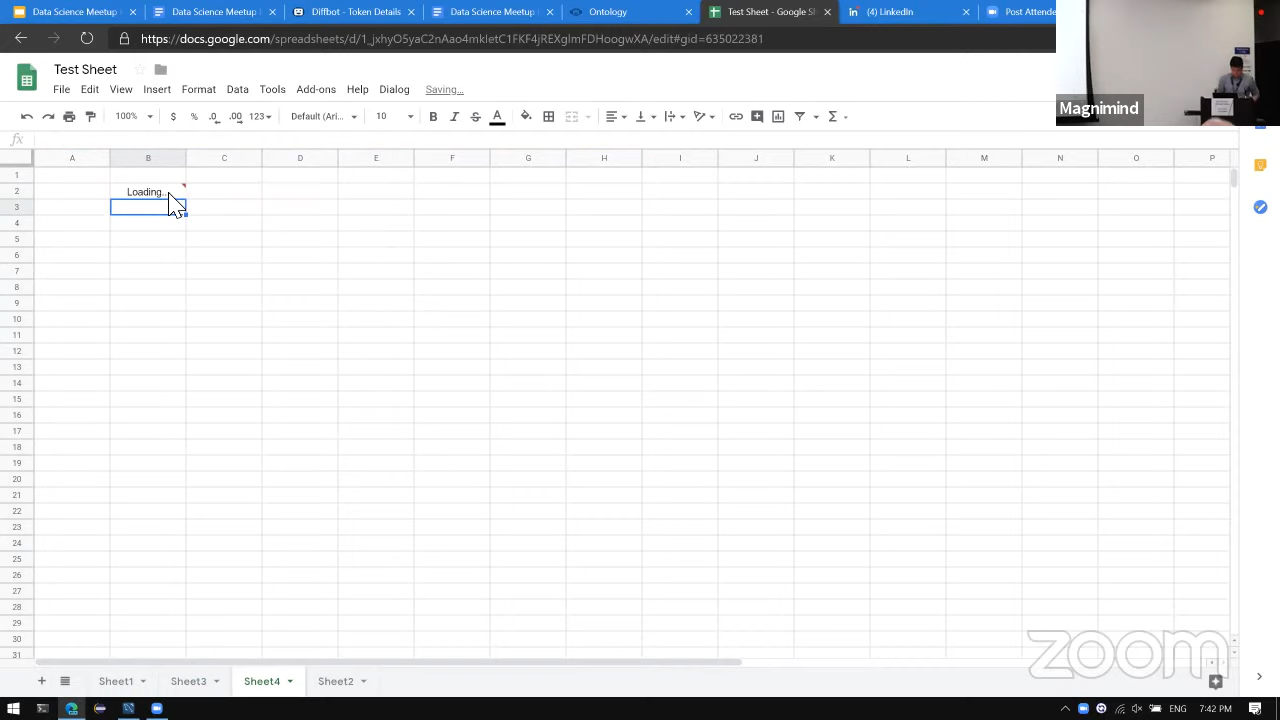 Data Science Meetup
Diffbot - Token Details
Data Science Meetup
Ontology
Test Sheet - Google Sh
(4) LinkedIn
Post Attende
https://docs.google.com/spreadsheets/d/1_jxhyO5yaC2nAao4mkletC1FKF4jREXglmFDHoogwXA/edit#gid=635022381
Test Sheet
File Edit View Insert Format Data Tools Add-ons Help Dialog Saving...
100% $ % .0 .00 123 Default (Ari... 10
fx
A B C D E F G H I J K L M N O P
1
2 Loading...
3
4
5
6
7
8
9
10
11
12
13
14
15
16
17
18
19
20
21
22
23
24
25
26
27
28
29
30
31
Magnimind
zoom
Sheet1 Sheet3 Sheet4 Sheet2
ENG 7:42 PM